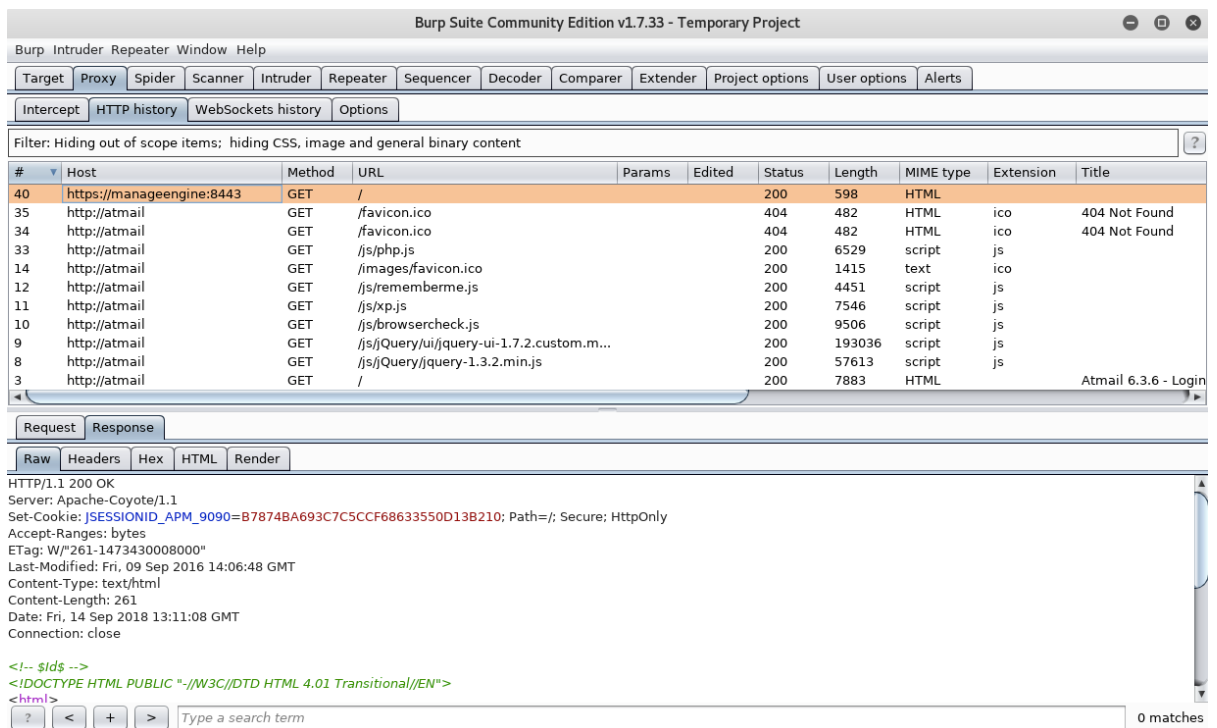 Burp Suite Community Edition v1.7.33 - Temporary Project
Burp Intruder Repeater Window Help
Target Proxy Spider Scanner Intruder Repeater Sequencer Decoder Comparer Extender Project options User options Alerts
Intercept HTTP history WebSockets history Options
Filter: Hiding out of scope items; hiding CSS, image and general binary content ?
# Host Method URL Params Edited Status Length MIME type Extension Title
40 https://manageengine:8443 GET / 200 598 HTML
35 http://atmail GET /favicon.ico 404 482 HTML ico 404 Not Found
34 http://atmail GET /favicon.ico 404 482 HTML ico 404 Not Found
33 http://atmail GET /js/php.js 200 6529 script js
14 http://atmail GET /images/favicon.ico 200 1415 text ico
12 http://atmail GET /js/rememberme.js 200 4451 script js
11 http://atmail GET /js/xp.js 200 7546 script js
10 http://atmail GET /js/browsercheck.js 200 9506 script js
9 http://atmail GET /js/jQuery/ui/jquery-ui-1.7.2.custom.m... 200 193036 script js
8 http://atmail GET /js/jQuery/jquery-1.3.2.min.js 200 57613 script js
3 http://atmail GET / 200 7883 HTML Atmail 6.3.6 - Login
Request Response
Raw Headers Hex HTML Render
HTTP/1.1 200 OK
Server: Apache-Coyote/1.1
Set-Cookie: JSESSIONID_APM_9090=B7874BA693C7C5CCF68633550D13B210; Path=/; Secure; HttpOnly
Accept-Ranges: bytes
ETag: W/"261-1473430008000"
Last-Modified: Fri, 09 Sep 2016 14:06:48 GMT
Content-Type: text/html
Content-Length: 261
Date: Fri, 14 Sep 2018 13:11:08 GMT
Connection: close
<!-- $Id$ -->
<!DOCTYPE HTML PUBLIC "-//W3C//DTD HTML 4.01 Transitional//EN">
<html>
? < + > Type a search term 0 matches